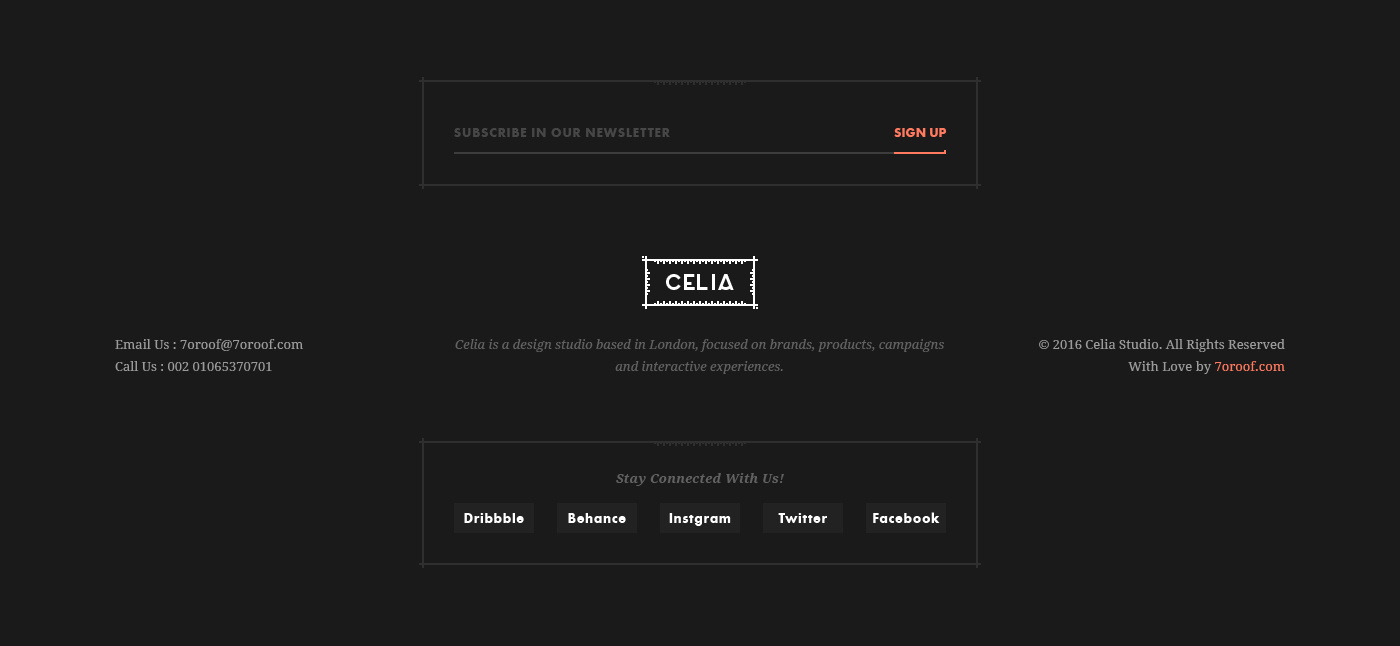 SUBSCRIBE IN OUR NEWSLETTER
SIGN UP
CELIA
Email Us : 7oroof@7oroof.com
Call Us : 002 01065370701
Celia is a design studio based in London, focused on brands, products, campaigns
and interactive experiences.
© 2016 Celia Studio. All Rights Reserved
With Love by 7oroof.com
Stay Connected With Us!
Dribbble
Behance
Instgram
Twitter
Facebook